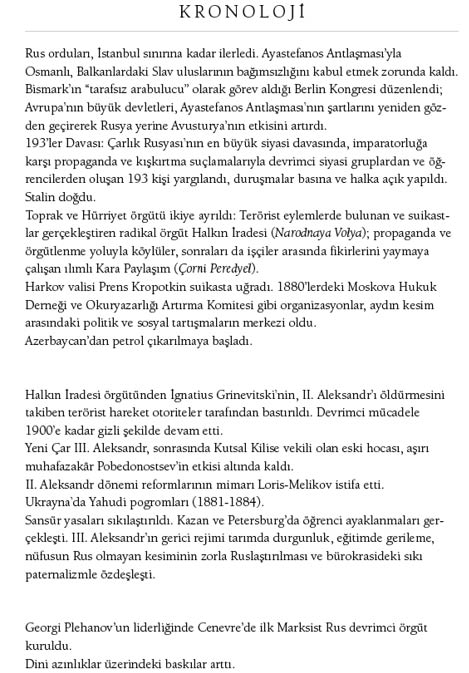 KRONOLOJİ
Rus orduları, İstanbul sınırına kadar ilerledi. Ayastefanos Antlaşması'yla
Osmanlı, Balkanlardaki Slav uluslarının bağımsızlığını kabul etmek zorunda kaldı.
Bismark'ın “tarafsız arabulucu” olarak görev aldığı Berlin Kongresi düzenlendi;
Avrupa'nın büyük devletleri, Ayastefanos Antlaşması'nın şartlarını yeniden göz-
den geçirerek Rusya yerine Avusturya'nın etkisini artırdı.
193'ler Davası: Çarlık Rusyası'nın en büyük siyasi davasında, imparatorluğa
karşı propaganda ve kışkırtma suçlamalarıyla devrimci siyasi gruplardan ve öğ-
rencilerden oluşan 193 kişi yargılandı, duruşmalar basına ve halka açık yapıldı.
Stalin doğdu.
Toprak ve Hürriyet örgütü ikiye ayrıldı: Terörist eylemlerde bulunan ve suikast-
lar gerçekleştiren radikal örgüt Halkın İradesi (Narodnaya Volya); propaganda ve
örgütlenme yoluyla köylüler, sonraları da işçiler arasında fikirlerini yaymaya
çalışan ılımlı Kara Paylaşım (Çorni Peredyel).
Harkov valisi Prens Kropotkin suikasta uğradı. 1880'lerdeki Moskova Hukuk
Derneği ve Okuryazarlığı Artırma Komitesi gibi organizasyonlar, aydın kesim
arasındaki politik ve sosyal tartışmaların merkezi oldu.
Azerbaycan'dan petrol çıkarılmaya başladı.
Halkın İradesi örgütünden İgnatius Grinevitski'nin, II. Aleksandr'ı öldürmesini
takiben terörist hareket otoriteler tarafından bastırıldı. Devrimci mücadele
1900'e kadar gizli şekilde devam etti.
Yeni Çar III. Aleksandr, sonrasında Kutsal Kilise vekili olan eski hocası, aşırı
muhafazakâr Pobedonostsev'in etkisi altında kaldı.
II. Aleksandr dönemi reformlarının mimarı Loris-Melikov istifa etti.
Ukrayna'da Yahudi pogromları (1881-1884).
Sansür yasaları sıkılaştırıldı. Kazan ve Petersburg'da öğrenci ayaklanmaları ger-
çekleşti. III. Aleksandr'ın gerici rejimi tarımda durgunluk, eğitimde gerileme,
nüfusun Rus olmayan kesiminin zorla Ruslaştırılması ve bürokrasideki sıkı
paternalizmle özdeşleşti.
Georgi Plehanov'un liderliğinde Cenevre'de ilk Marksist Rus devrimci örgüt
kuruldu.
Dini azınlıklar üzerindeki baskılar arttı.